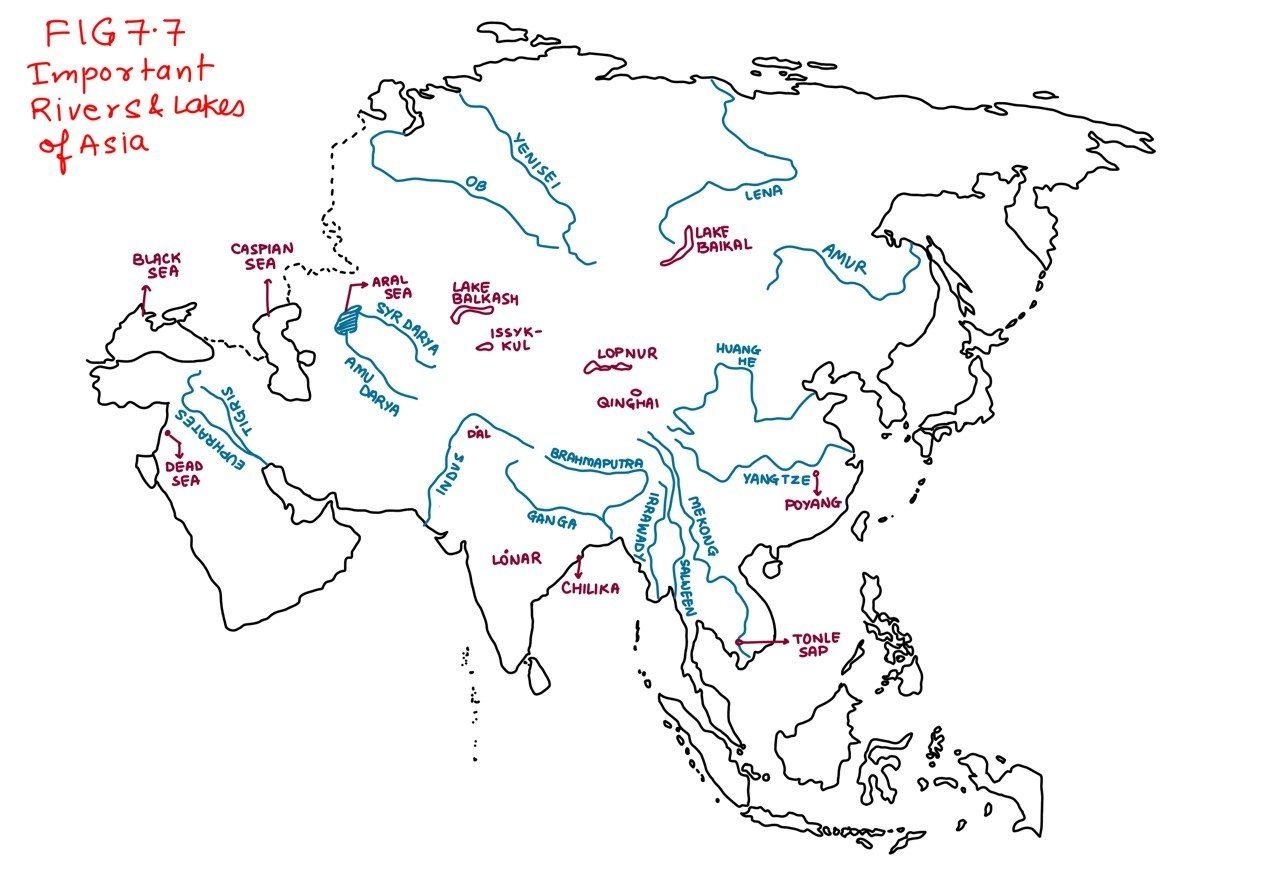 FIG 7.7
Important
Rivers & Lakes
of Asia
YENISEI
OB
LENA
LAKE
BAIKAL
AMUR
BLACK
SEA
CASPIAN
SEA
ARAL
SEA
SYR DARYA
AMU
DARYA
LAKE
BALKASH
ISSYK-
KUL
LOPNUR
QINGHAI
HUANG
HE
TIGRIS
EUPHRATES
DEAD
SEA
DAL
INDUS
BRAHMAPUTRA
GANGA
YANGTZE
POYANG
IRRAWADY
MEKONG
SALWEEN
LONAR
CHILIKA
TONLE
SAP